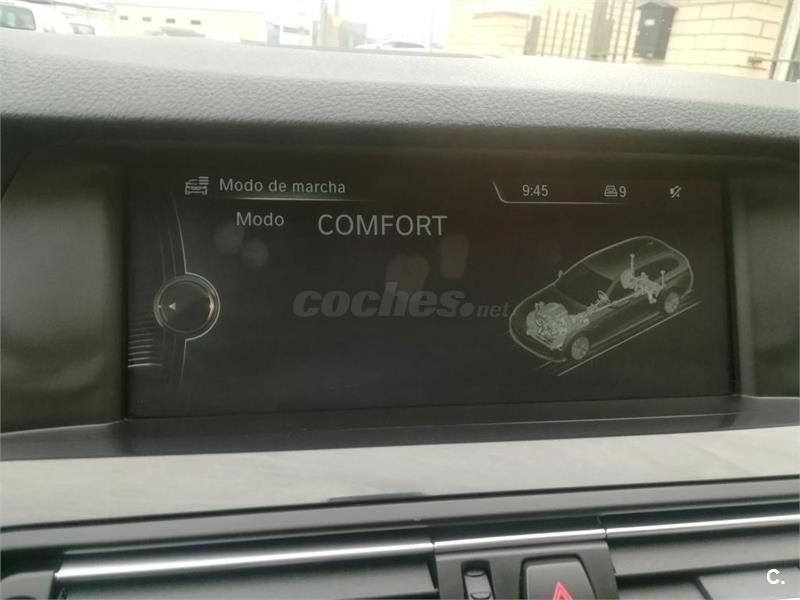 Modo de marcha
9:45
9
Modo COMFORT
coches.net
C.